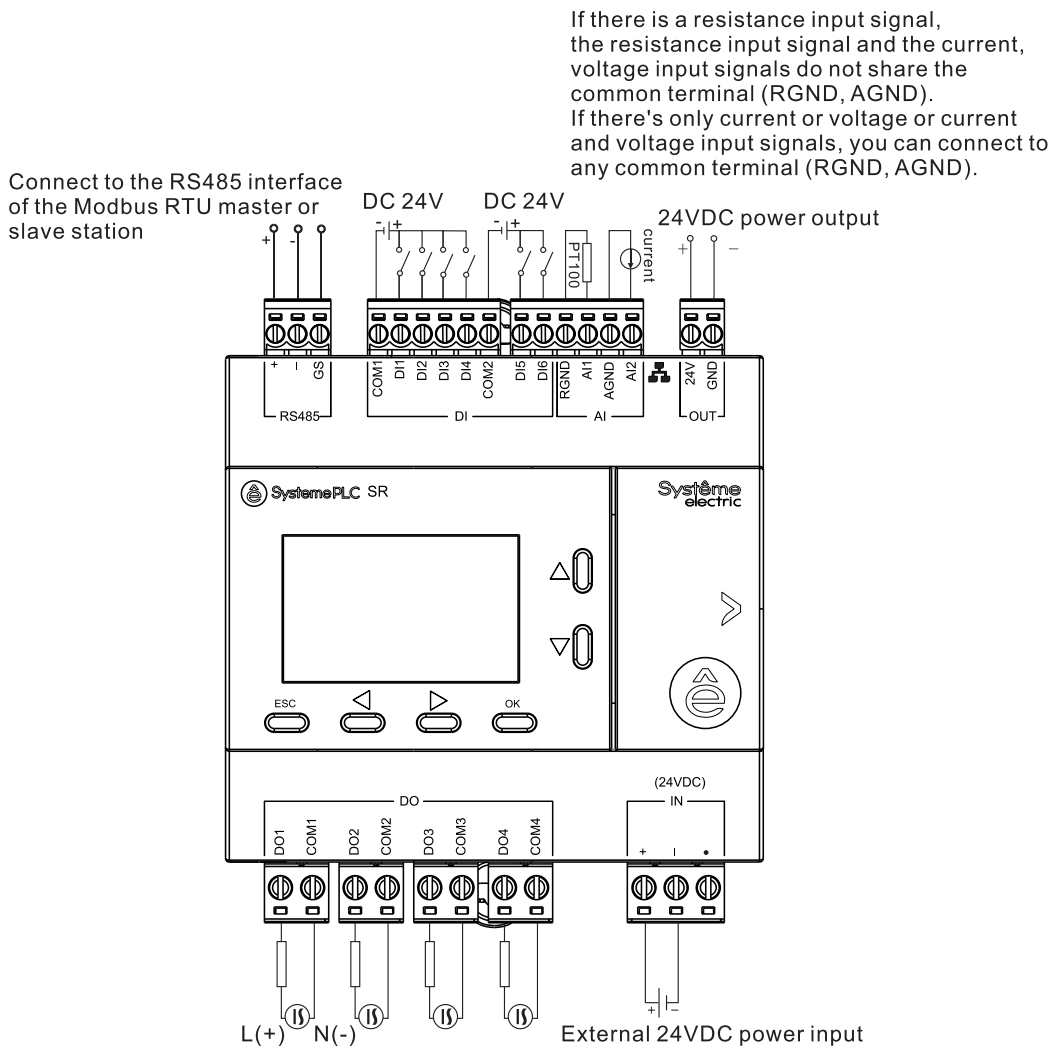 If there is a resistance input signal,
the resistance input signal and the current,
voltage input signals do not share the
common terminal (RGND, AGND).
If there's only current or voltage or current
and voltage input signals, you can connect to
any common terminal (RGND, AGND).
Connect to the RS485 interface
of the Modbus RTU master or
slave station
DC 24V
DC 24V
24VDC power output
+ -
- +
- +
PT100
current
+ −
+ − GS
COM1 DI1 DI2 DI3 DI4 COM2 DI5 DI6
RGND AI1 AGND AI2
24V GND
RS485
DI
AI
OUT
ê SystemePLC SR
Systême
electric
ê
ESC
OK
(24VDC)
IN
DO
DO1 COM1 DO2 COM2 DO3 COM3 DO4 COM4
+ − •
+ −
L(+) N(-)
External 24VDC power input